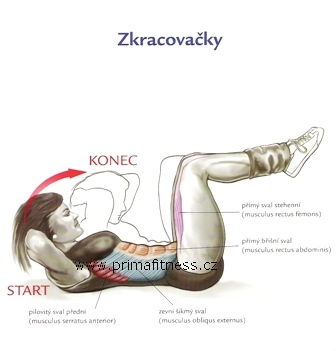 Zkracovačky
KONEC
přímý sval stehenní
(musculus rectus femoris)
přímý břišní sval
(musculus rectus abdominis)
www.primafitness.cz
START
pilovitý sval přední
(musculus serratus anterior)
zevní šikmý sval
(musculus obliqus externus)